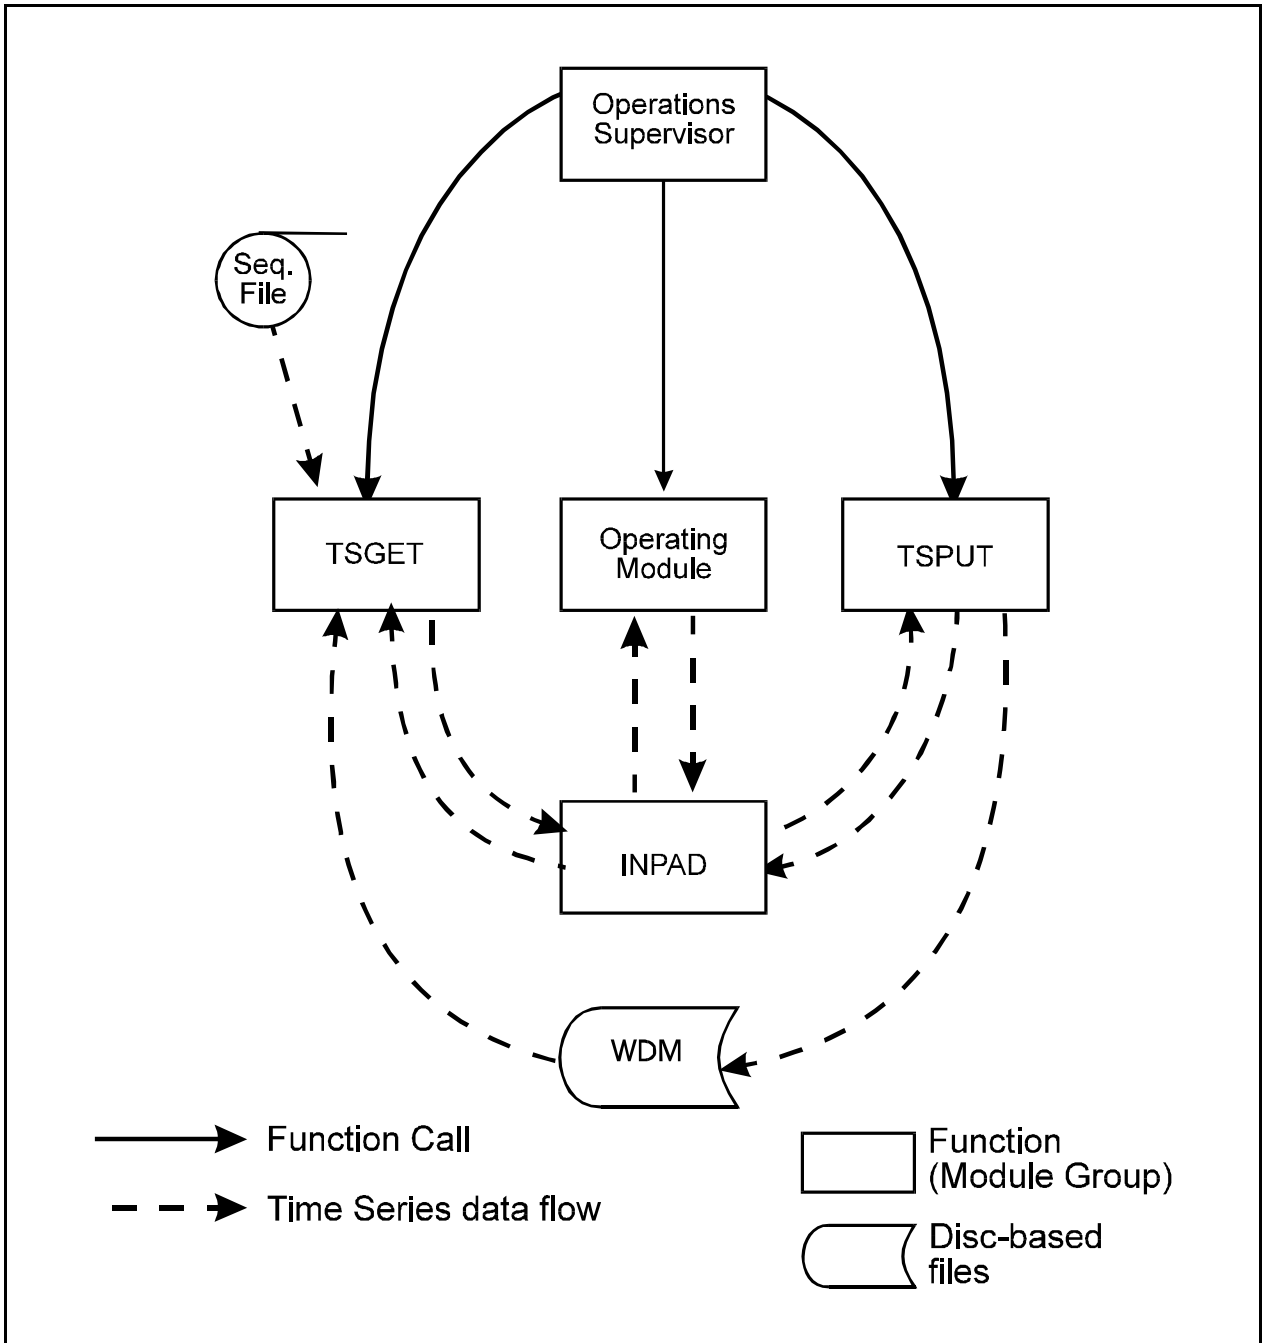 Operations
Supervisor
Seq.
File
TSGET
Operating
Module
TSPUT
INPAD
WDM
Function Call
Time Series data flow
Function
(Module Group)
Disc-based
files